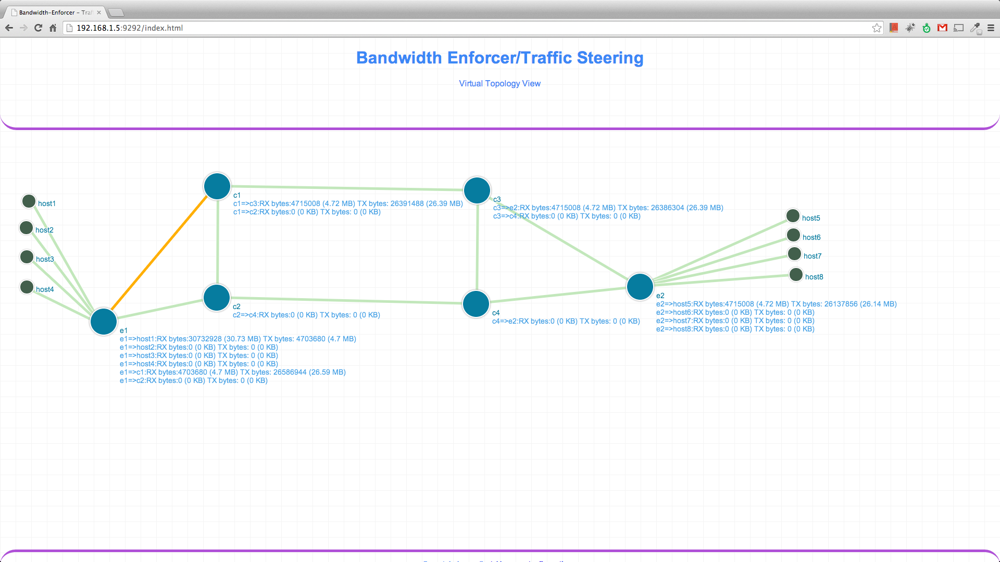 Bandwidth-Enforcer – Traf
192.168.1.5:9292/index.html
Bandwidth Enforcer/Traffic Steering
Virtual Topology View
host1
host2
host3
host4
c1
c1=>c3:RX bytes:4715008 (4.72 MB) TX bytes: 26391488 (26.39 MB)
c1=>c2:RX bytes:0 (0 KB) TX bytes: 0 (0 KB)
c3
c3=>e2:RX bytes:4715008 (4.72 MB) TX bytes: 26386304 (26.39 MB)
c3=>c4:RX bytes:0 (0 KB) TX bytes: 0 (0 KB)
host5
host6
host7
host8
c2
c2=>c4:RX bytes:0 (0 KB) TX bytes: 0 (0 KB)
c4
c4=>e2:RX bytes:0 (0 KB) TX bytes: 0 (0 KB)
e2
e2=>host5:RX bytes:4715008 (4.72 MB) TX bytes: 26137856 (26.14 MB)
e2=>host6:RX bytes:0 (0 KB) TX bytes: 0 (0 KB)
e2=>host7:RX bytes:0 (0 KB) TX bytes: 0 (0 KB)
e2=>host8:RX bytes:0 (0 KB) TX bytes: 0 (0 KB)
e1
e1=>host1:RX bytes:30732928 (30.73 MB) TX bytes: 4703680 (4.7 MB)
e1=>host2:RX bytes:0 (0 KB) TX bytes: 0 (0 KB)
e1=>host3:RX bytes:0 (0 KB) TX bytes: 0 (0 KB)
e1=>host4:RX bytes:0 (0 KB) TX bytes: 0 (0 KB)
e1=>c1:RX bytes:4703680 (4.7 MB) TX bytes: 26586944 (26.59 MB)
e1=>c2:RX bytes:0 (0 KB) TX bytes: 0 (0 KB)